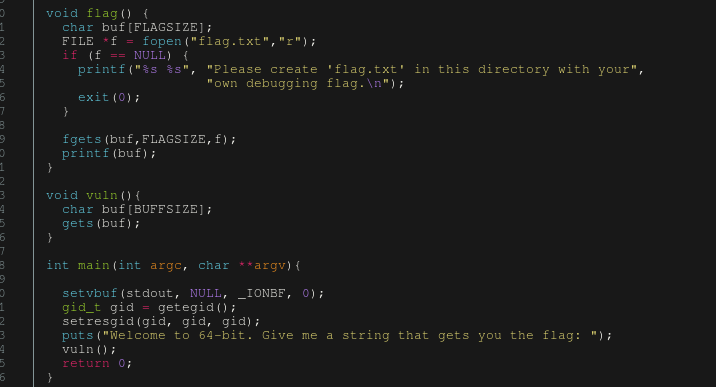 0 void flag() {
1 char buf[FLAGSIZE];
2 FILE *f = fopen("flag.txt","r");
3 if (f == NULL) {
4 printf("%s %s", "Please create 'flag.txt' in this directory with your",
5 "own debugging flag.\n");
6 exit(0);
7 }
8
9 fgets(buf,FLAGSIZE,f);
0 printf(buf);
1 }
2
3 void vuln(){
4 char buf[BUFFSIZE];
5 gets(buf);
6 }
7
8 int main(int argc, char **argv){
9
0 setvbuf(stdout, NULL, _IONBF, 0);
1 gid_t gid = getegid();
2 setresgid(gid, gid, gid);
3 puts("Welcome to 64-bit. Give me a string that gets you the flag: ");
4 vuln();
5 return 0;
6 }